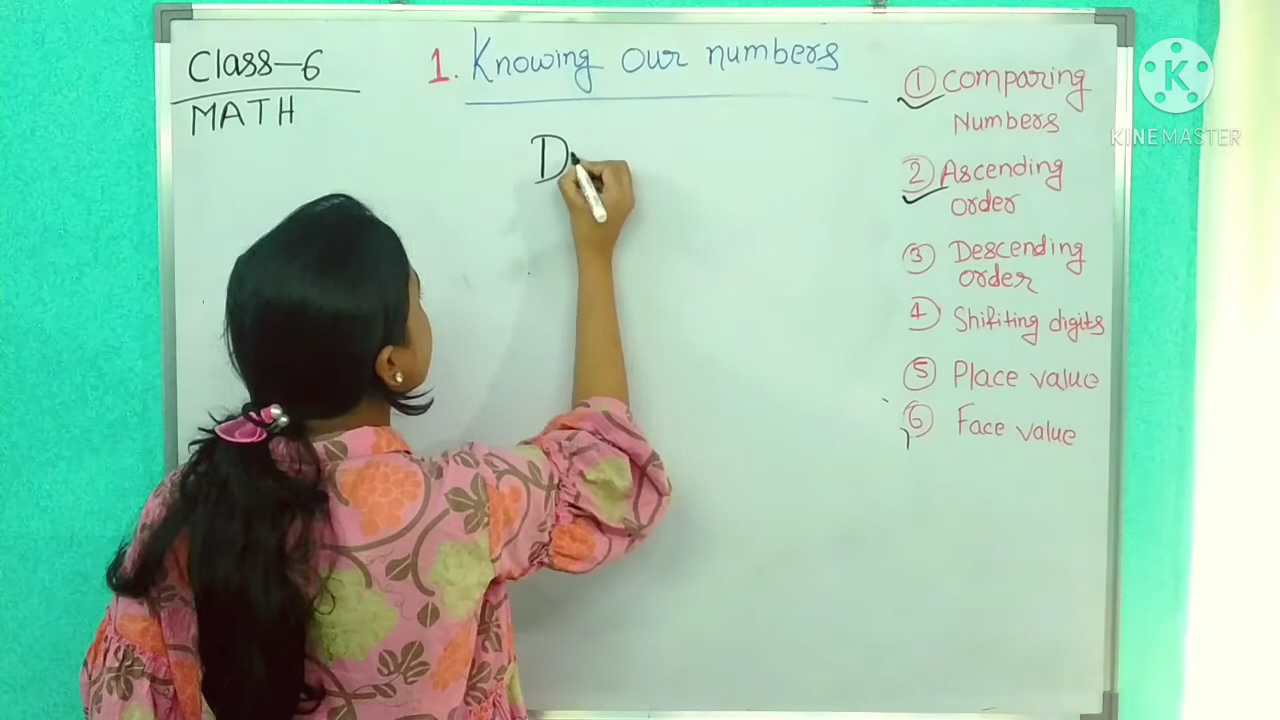 Class-6
MATH
1. Knowing our numbers
D
1 Comparing
Numbers
2 Ascending
order
3 Descending
order
4 Shifiting digits
5 Place value
6 Face value
K
KINEMASTER